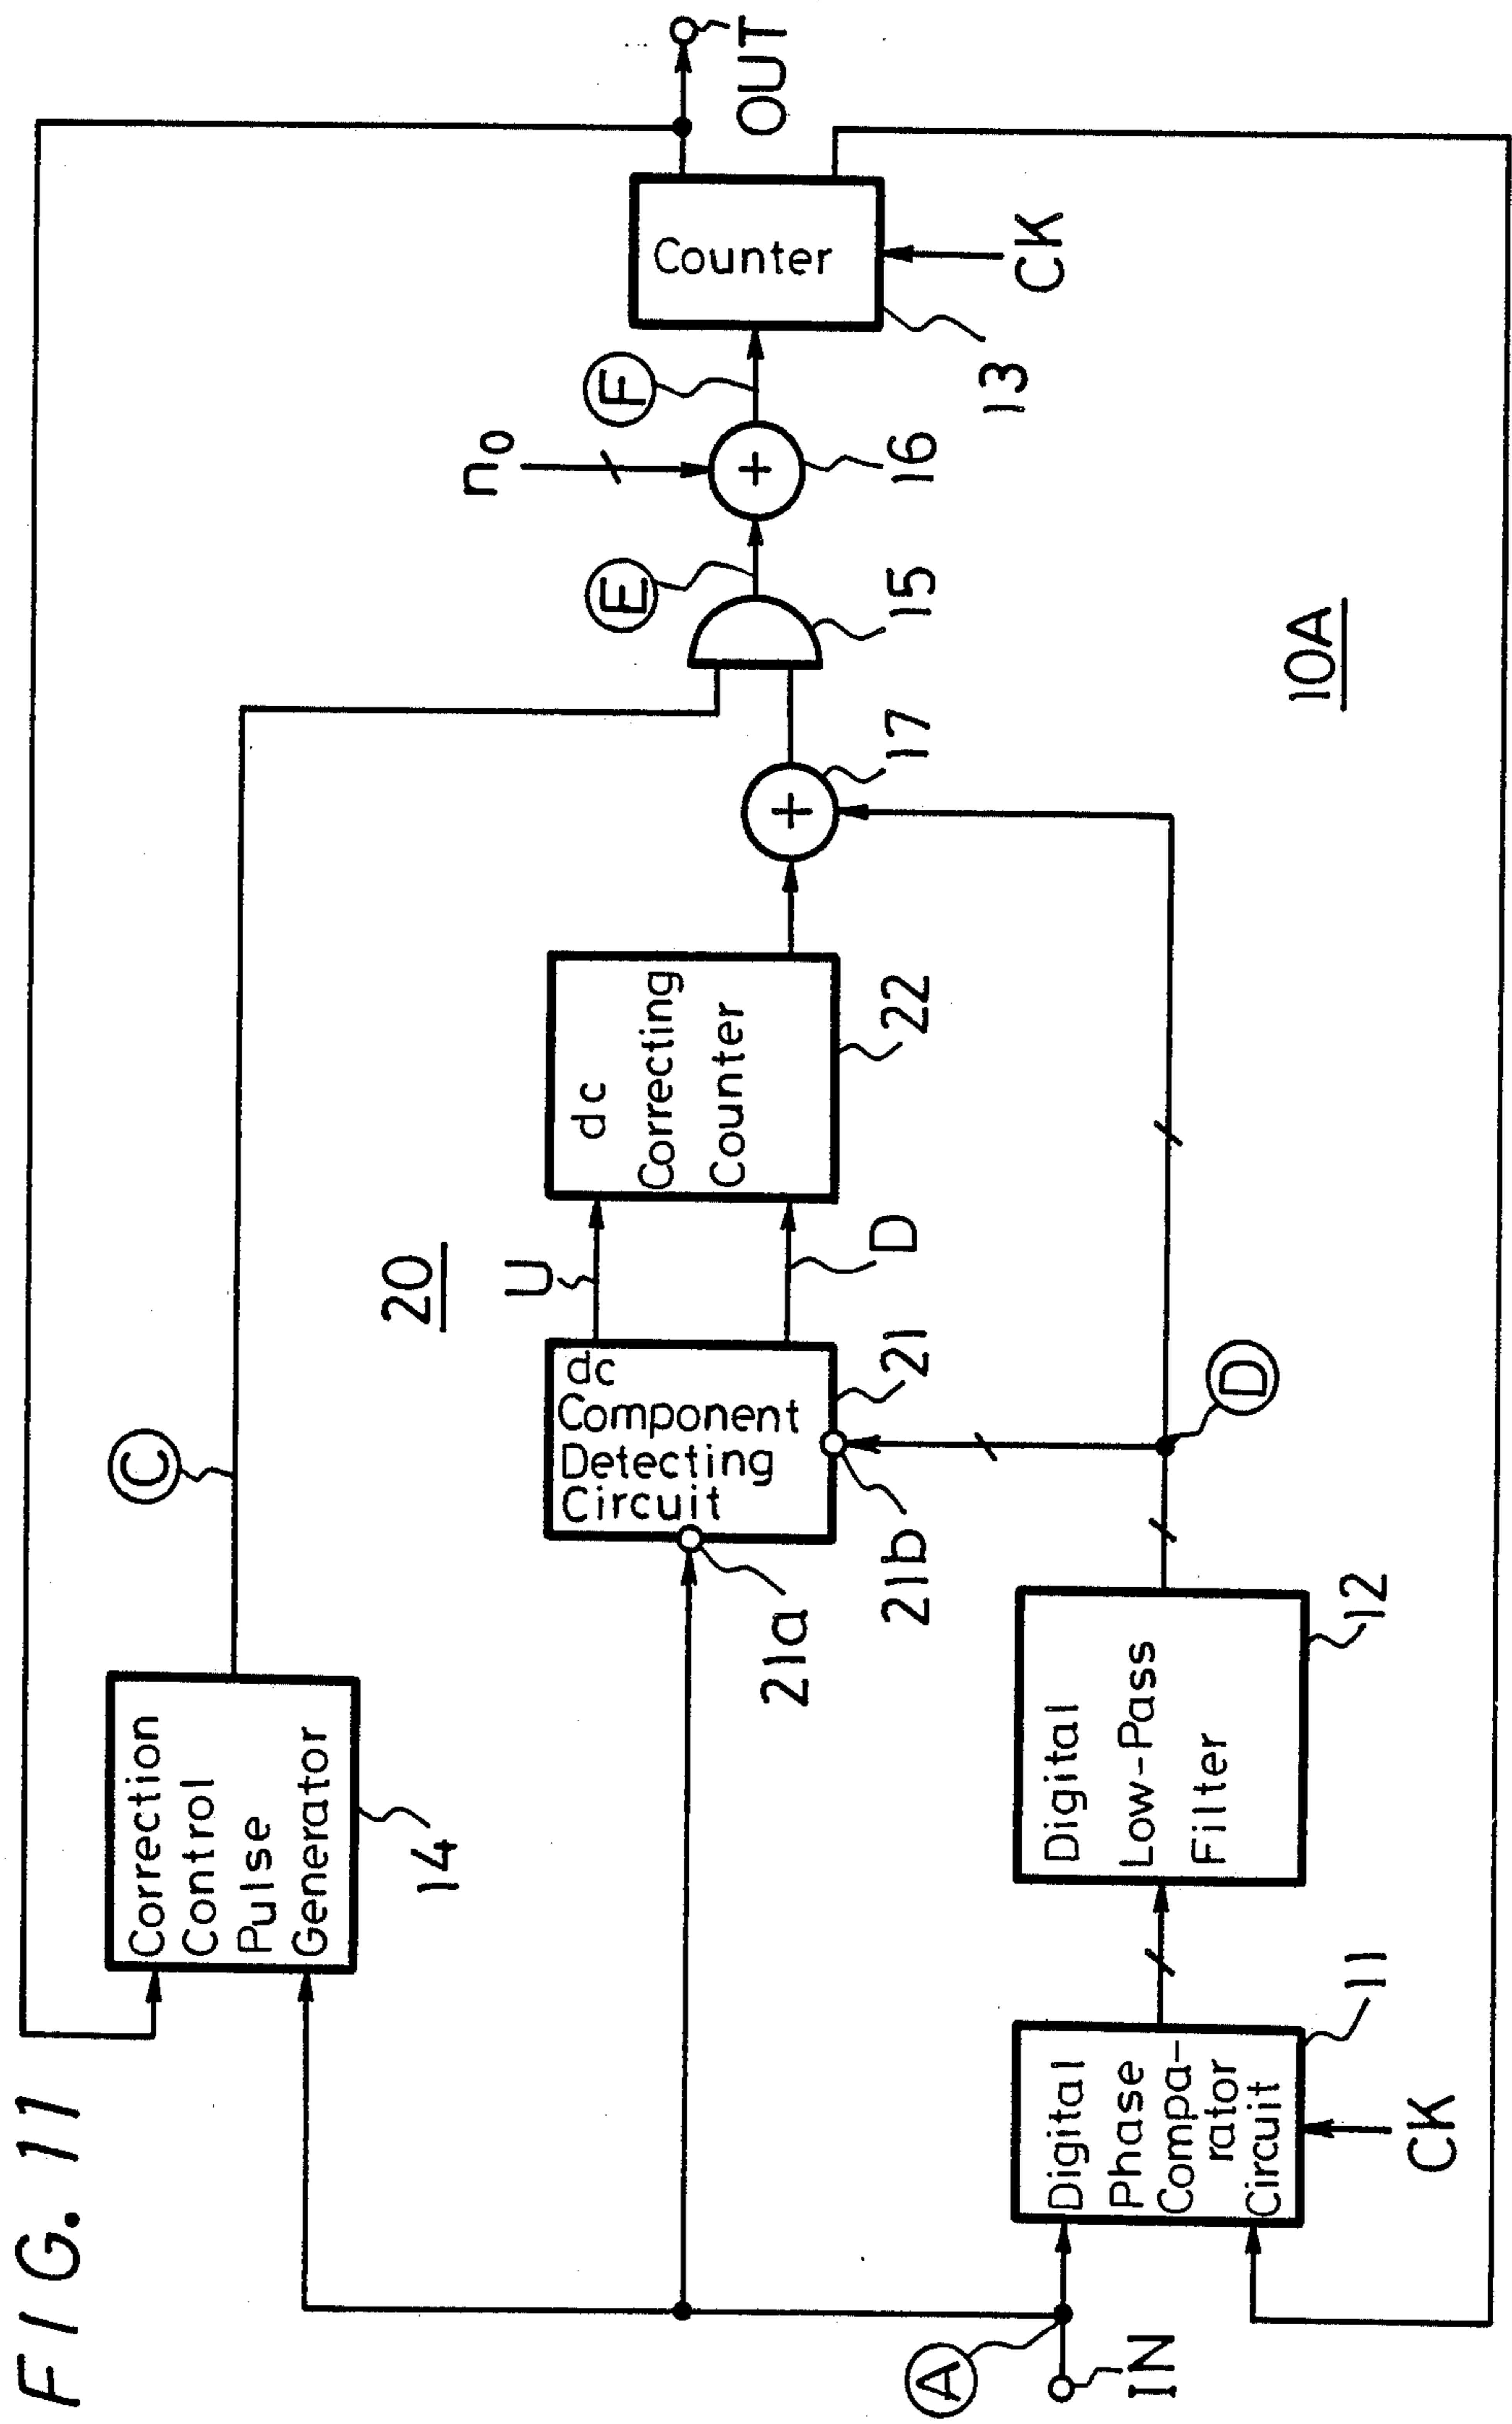 FIG. 11
Correction
Control
Pulse
Generator
14
C
20
U
D
dc
Component
Detecting
Circuit
21
21a
21b
dc
Correcting
Counter
22
17
15
E
n0
16
F
Counter
13
CK
OUT
A
IN
Digital
Phase
Compa-
rator
Circuit
11
CK
Digital
Low-Pass
Filter
12
D
10A